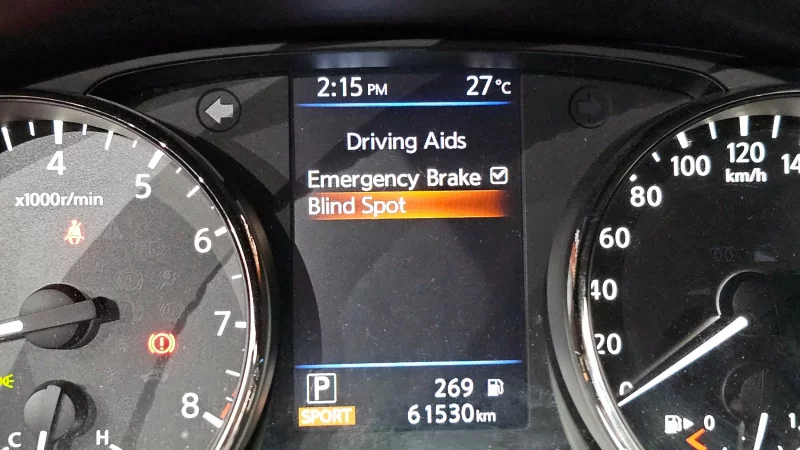 2:15 PM 27°C
Driving Aids
Emergency Brake
Blind Spot
P 269
SPORT 61530km
4
5
x1000r/min
6
7
8
C H
120
100
km/h
80
60
40
20
0
0